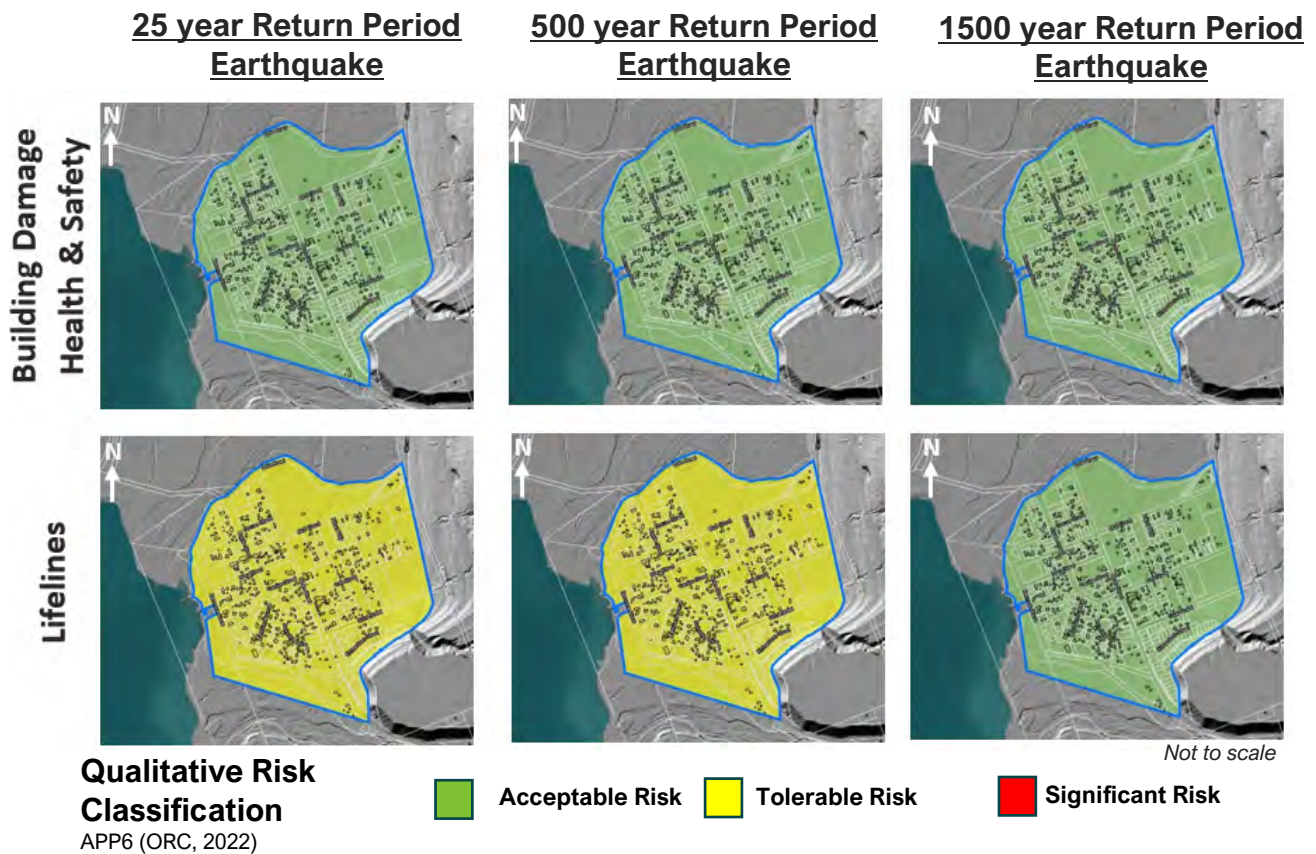 25 year Return Period
Earthquake
500 year Return Period
Earthquake
1500 year Return Period
Earthquake
Building Damage
Health & Safety
N
N
N
Lifelines
N
N
N
Not to scale
Qualitative Risk
Classification
APP6 (ORC, 2022)
Acceptable Risk
Tolerable Risk
Significant Risk